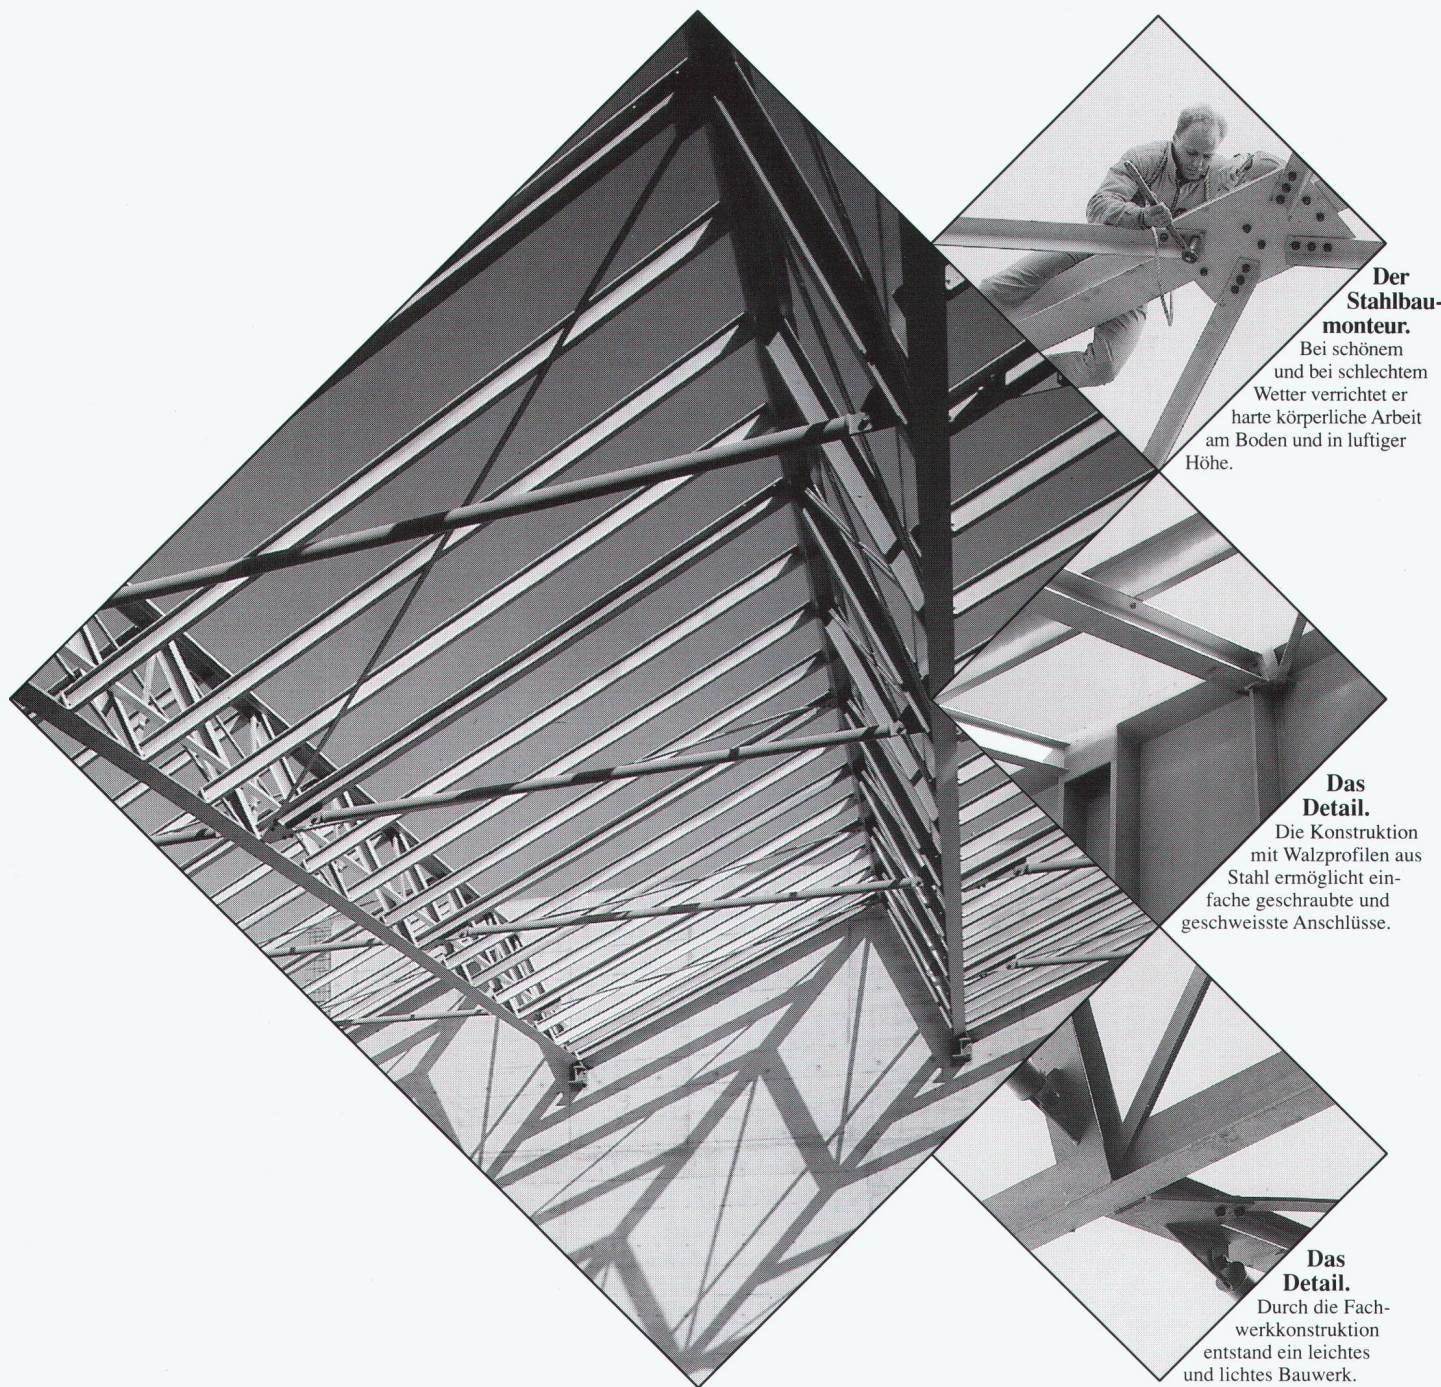 Der
Stahlbau-
monteur.
Bei schönem
und bei schlechtem
Wetter verrichtet er
harte körperliche Arbeit
am Boden und in luftiger
Höhe.
Das
Detail.
Die Konstruktion
mit Walzprofilen aus
Stahl ermöglicht ein-
fache geschraubte und
geschweisste Anschlüsse.
Das
Detail.
Durch die Fach-
werkkonstruktion
entstand ein leichtes
und lichtes Bauwerk.